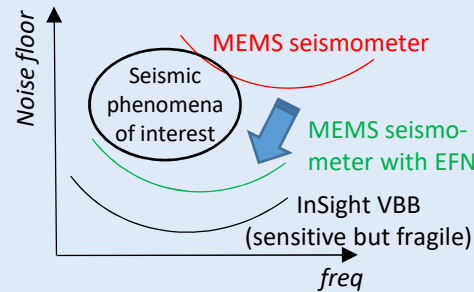 Noise floor
MEMS seismometer
Seismic
phenomena
of interest
MEMS seismo-
meter with EFN
InSight VBB
(sensitive but fragile)
freq